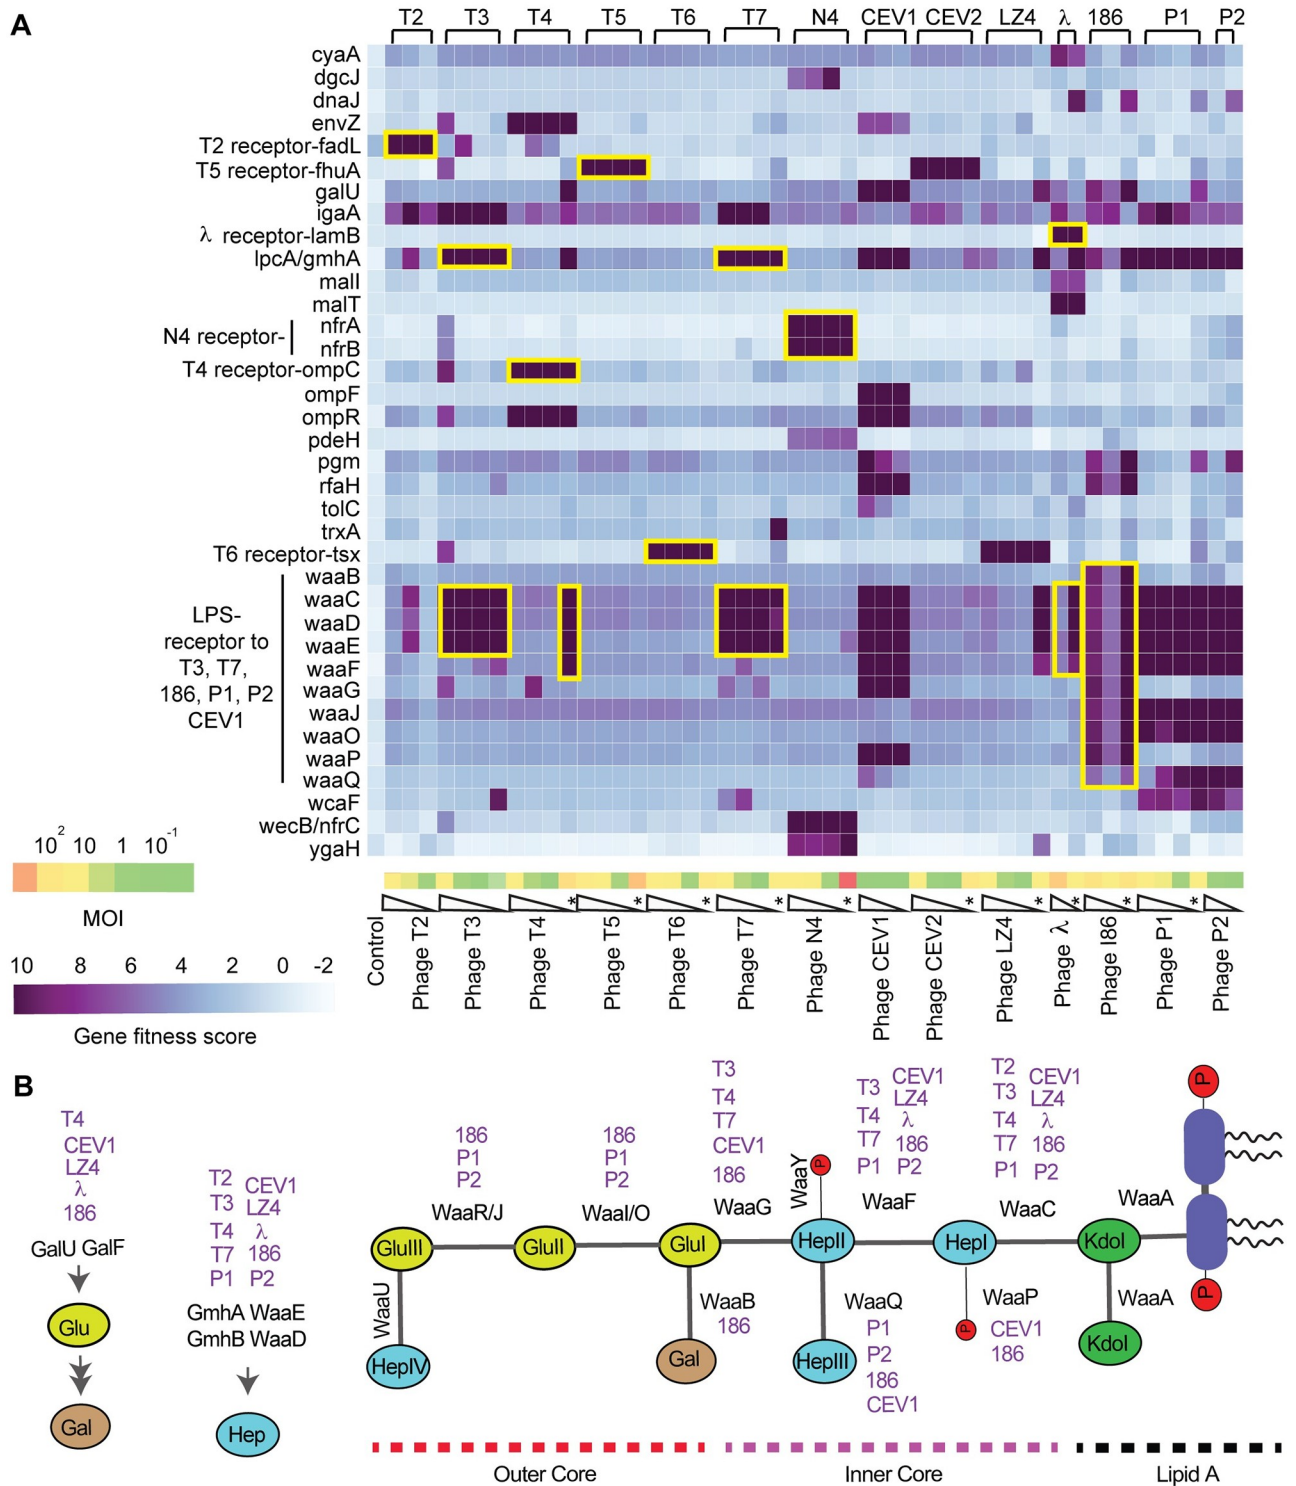 A
T2 T3 T4 T5 T6 T7 N4 CEV1 CEV2 LZ4 λ 186 P1 P2
cyaA
dgcJ
dnaJ
envZ
T2 receptor-fadL
T5 receptor-fhuA
galU
igaA
λ receptor-lamB
lpcA/gmhA
malI
malT
nfrA
N4 receptor-
nfrB
T4 receptor-ompC
ompF
ompR
pdeH
pgm
rfaH
tolC
trxA
T6 receptor-tsx
waaB
waaC
waaD
waaE
waaF
waaG
waaJ
waaO
waaP
waaQ
LPS-
receptor to
T3, T7,
186, P1, P2
CEV1
wcaF
wecB/nfrC
ygaH
10² 10 1 10⁻¹
MOI
* * * * * * * * * *
Control
Phage T2
Phage T3
Phage T4
Phage T5
Phage T6
Phage T7
Phage N4
Phage CEV1
Phage CEV2
Phage LZ4
Phage λ
Phage I86
Phage P1
Phage P2
10 8 6 4 2 0 -2
Gene fitness score
B
T4
CEV1
LZ4
λ
186
GalU GalF
Glu
Gal
T2 CEV1
T3 LZ4
T4 λ
T7 186
P1 P2
GmhA WaaE
GmhB WaaD
Hep
186
P1
P2
WaaR/J
186
P1
P2
WaaI/O
T3
T4
T7
CEV1
186
WaaG
WaaY
P
T3 CEV1
T4 LZ4
T7 λ
P1 186
P2
WaaF
T2 CEV1
T3 LZ4
T4 λ
T7 186
P1 P2
WaaC
WaaA
P
GluIII GluII GluI HepII HepI KdoI
WaaU
HepIV
WaaB
186
Gal
WaaQ
P1
P2
186
CEV1
HepIII
WaaP
P
CEV1
186
WaaA
KdoI
P
Outer Core Inner Core Lipid A